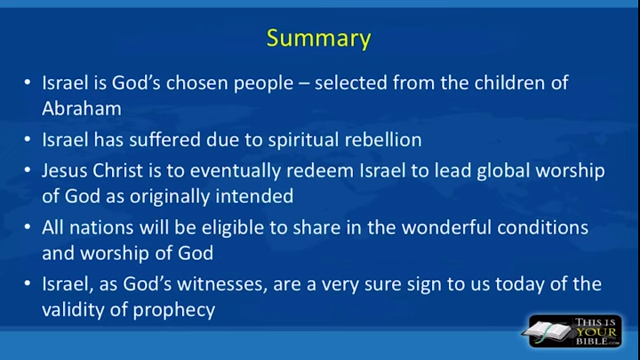 Summary
• Israel is God’s chosen people – selected from the children of
Abraham
• Israel has suffered due to spiritual rebellion
• Jesus Christ is to eventually redeem Israel to lead global worship
of God as originally intended
• All nations will be eligible to share in the wonderful conditions
and worship of God
• Israel, as God’s witnesses, are a very sure sign to us today of the
validity of prophecy
THIS IS
YOUR
BIBLE.com